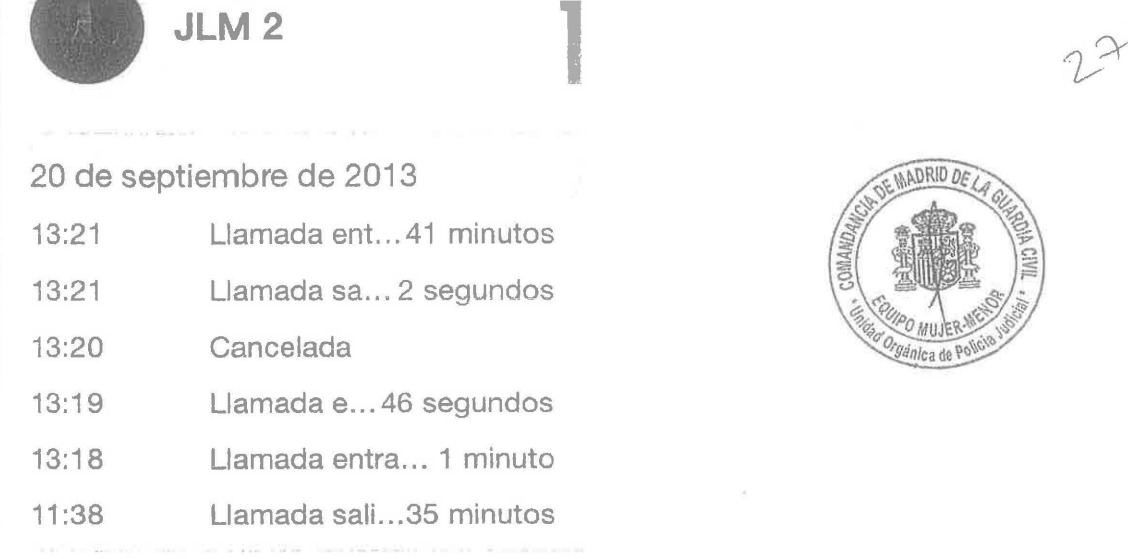 JLM 2
27
20 de septiembre de 2013
13:21 Llamada ent... 41 minutos
13:21 Llamada sa... 2 segundos
13:20 Cancelada
13:19 Llamada e... 46 segundos
13:18 Llamada entra... 1 minuto
11:38 Llamada sali...35 minutos
COMANDANCIA DE MADRID DE LA GUARDIA CIVIL
EQUIPO MUJER-MENOR
* Unidad Orgánica de Policía Judicial *